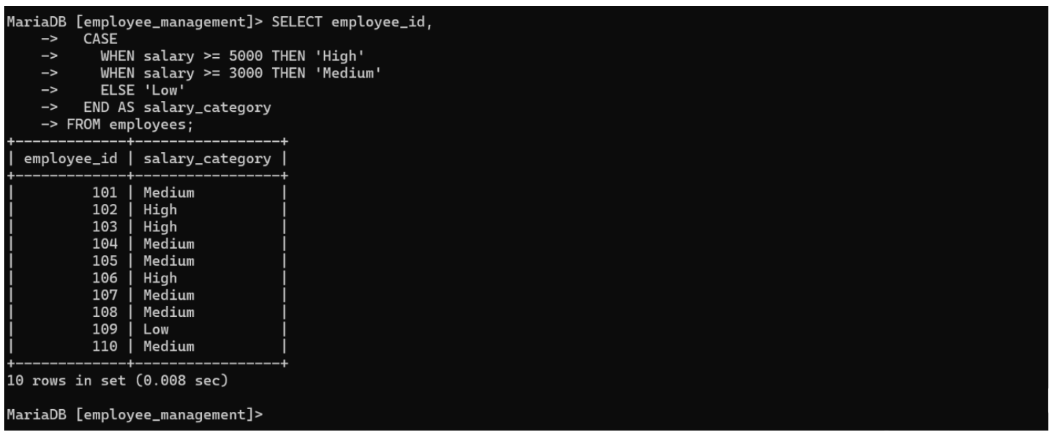 MariaDB [employee_management]> SELECT employee_id,
    ->   CASE
    ->     WHEN salary >= 5000 THEN 'High'
    ->     WHEN salary >= 3000 THEN 'Medium'
    ->     ELSE 'Low'
    ->   END AS salary_category
    -> FROM employees;
+-------------+-----------------+
| employee_id | salary_category |
+-------------+-----------------+
|         101 | Medium          |
|         102 | High            |
|         103 | High            |
|         104 | Medium          |
|         105 | Medium          |
|         106 | High            |
|         107 | Medium          |
|         108 | Medium          |
|         109 | Low             |
|         110 | Medium          |
+-------------+-----------------+
10 rows in set (0.008 sec)

MariaDB [employee_management]>